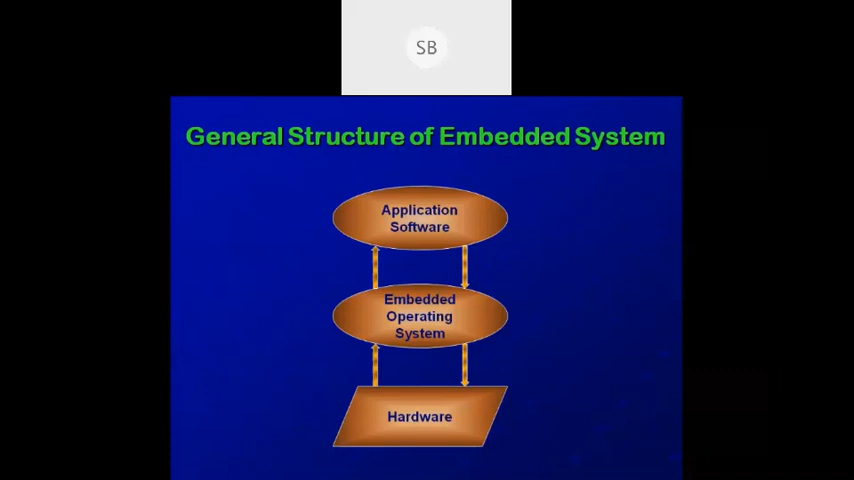 SB
General Structure of Embedded System
Application
Software
Embedded
Operating
System
Hardware